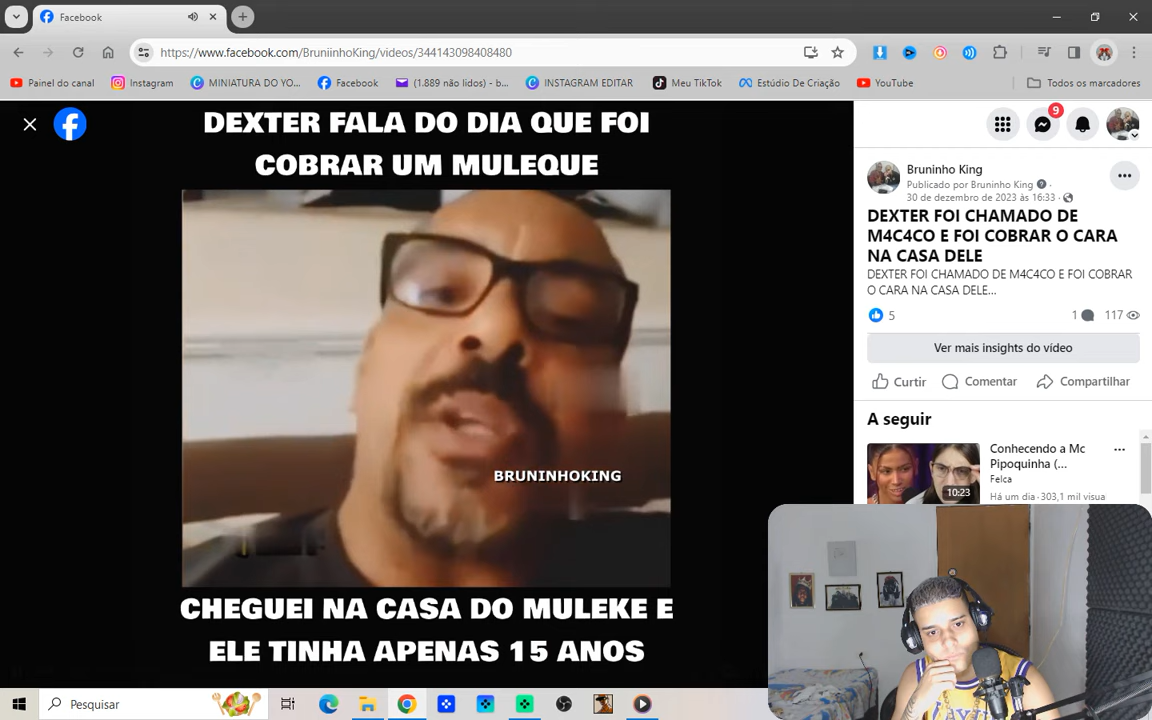 Facebook
https://www.facebook.com/BruniinhoKing/videos/344143098408480
Painel do canal
Instagram
MINIATURA DO YO...
Facebook
(1.889 não lidos) - b...
INSTAGRAM EDITAR
Meu TikTok
Estúdio De Criação
YouTube
Todos os marcadores
DEXTER FALA DO DIA QUE FOI
COBRAR UM MULEQUE
BRUNINHOKING
CHEGUEI NA CASA DO MULEKE E
ELE TINHA APENAS 15 ANOS
9
Bruninho King
Publicado por Bruninho King
30 de dezembro de 2023 às 16:33 ·
DEXTER FOI CHAMADO DE
M4C4CO E FOI COBRAR O CARA
NA CASA DELE
DEXTER FOI CHAMADO DE M4C4CO E FOI COBRAR
O CARA NA CASA DELE...
5
1
117
Ver mais insights do vídeo
Curtir
Comentar
Compartilhar
A seguir
Conhecendo a Mc
Pipoquinha (...
Felca
Há um dia · 303,1 mil visua
10:23
Pesquisar